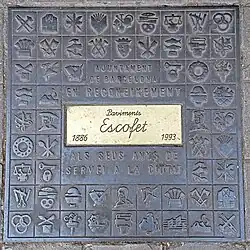 AJUNTAMENT
DE BARCELONA
EN RECONEIXEMENT
Paviments
Escofet
1886 1993
ALS SEUS ANYS DE
SERVEI A LA CIUTAT